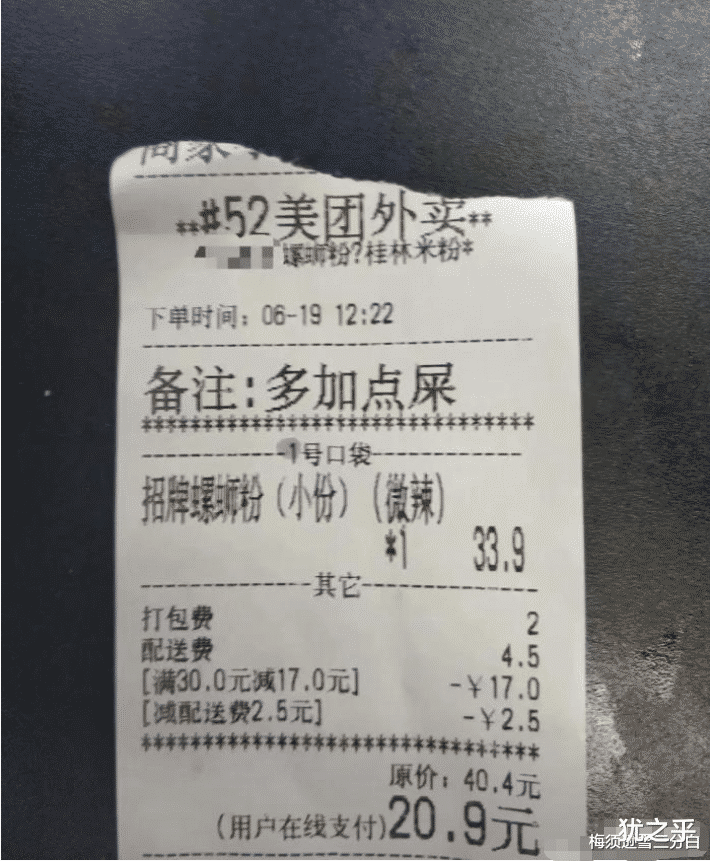 **#52美团外卖**
螺蛳粉?桂林米粉*
下单时间: 06-19 12:22
备注:多加点屎
**********************************
1号口袋
招牌螺蛳粉(小份)(微辣)
*1 33.9
其它
打包费 2
配送费 4.5
[满30.0元减17.0元] -￥17.0
[减配送费2.5元] -￥2.5
**********************************
原价: 40.4元
(用户在线支付)20.9元
犹之平